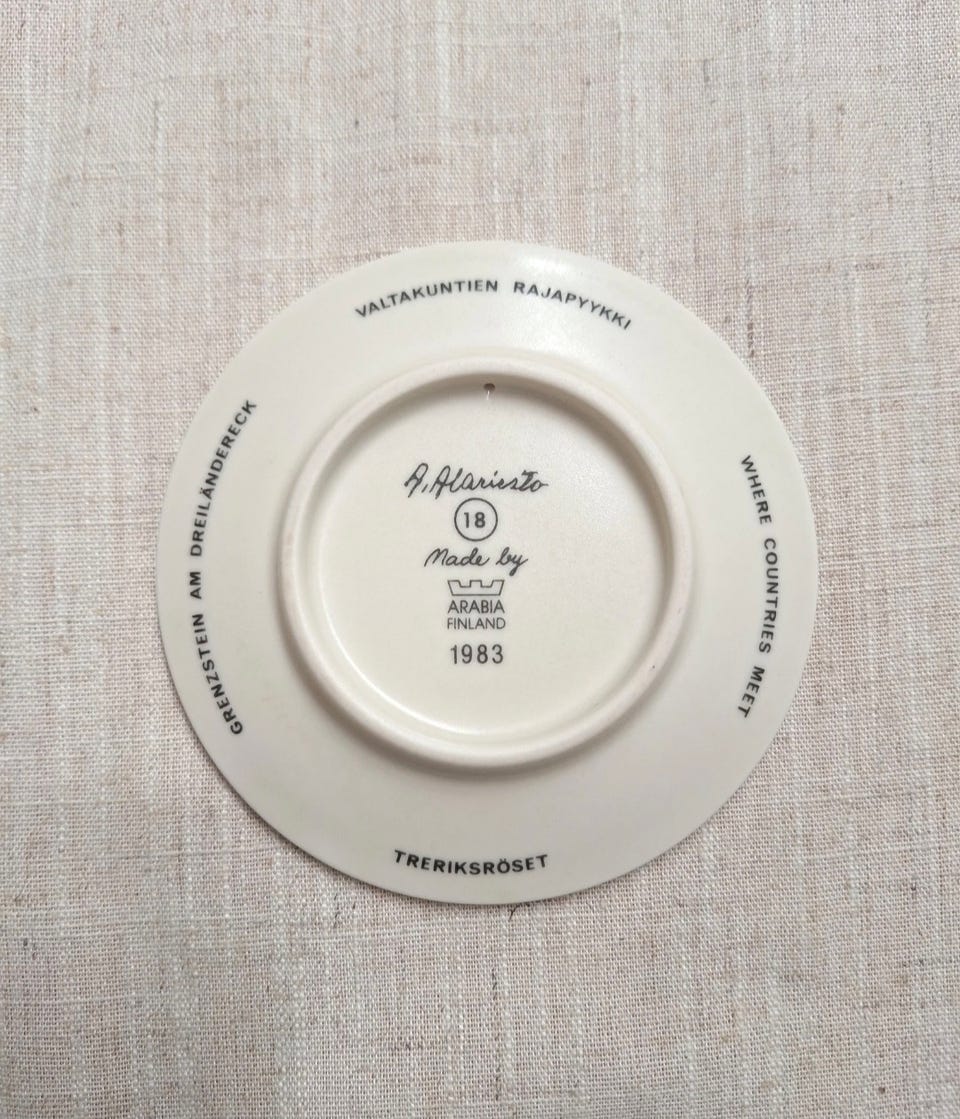 VALTAKUNTIEN RAJAPYYKKI
GRENZSTEIN AM DREILÄNDERECK
WHERE COUNTRIES MEET
A. Alariesto
18
Made by
ARABIA
FINLAND
1983
TRERIKSRÖSET